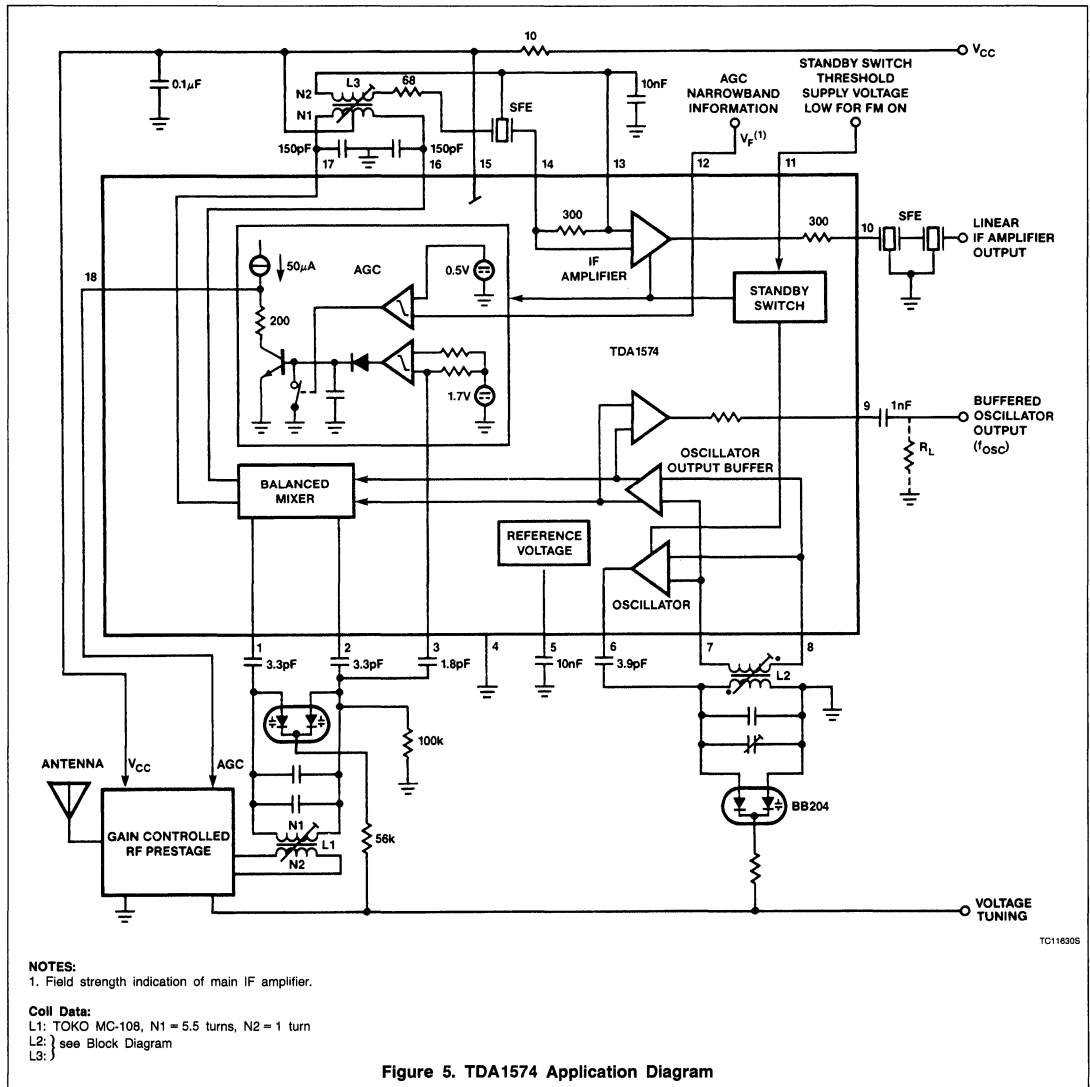 10
VCC
STANDBY SWITCH
THRESHOLD
SUPPLY VOLTAGE
LOW FOR FM ON
AGC
NARROWBAND
INFORMATION
VF(1)
0.1µF
L3
68
N2
N1
SFE
10nF
150pF
150pF
17
16
15
14
13
12
11
300
IF
AMPLIFIER
300
10
SFE
LINEAR
IF AMPLIFIER
OUTPUT
18
50µA
AGC
0.5V
200
1.7V
STANDBY
SWITCH
TDA1574
9
1nF
BUFFERED
OSCILLATOR
OUTPUT
(fOSC)
RL
OSCILLATOR
OUTPUT BUFFER
BALANCED
MIXER
REFERENCE
VOLTAGE
OSCILLATOR
1
2
3
4
5
6
7
8
3.3pF
3.3pF
1.8pF
10nF
3.9pF
L2
100k
BB204
ANTENNA
VCC
AGC
GAIN CONTROLLED
RF PRESTAGE
N1
L1
N2
56k
VOLTAGE
TUNING
TC11630S
NOTES:
1. Field strength indication of main IF amplifier.
Coil Data:
L1: TOKO MC-108, N1 = 5.5 turns, N2 = 1 turn
L2: } see Block Diagram
L3:
Figure 5. TDA1574 Application Diagram